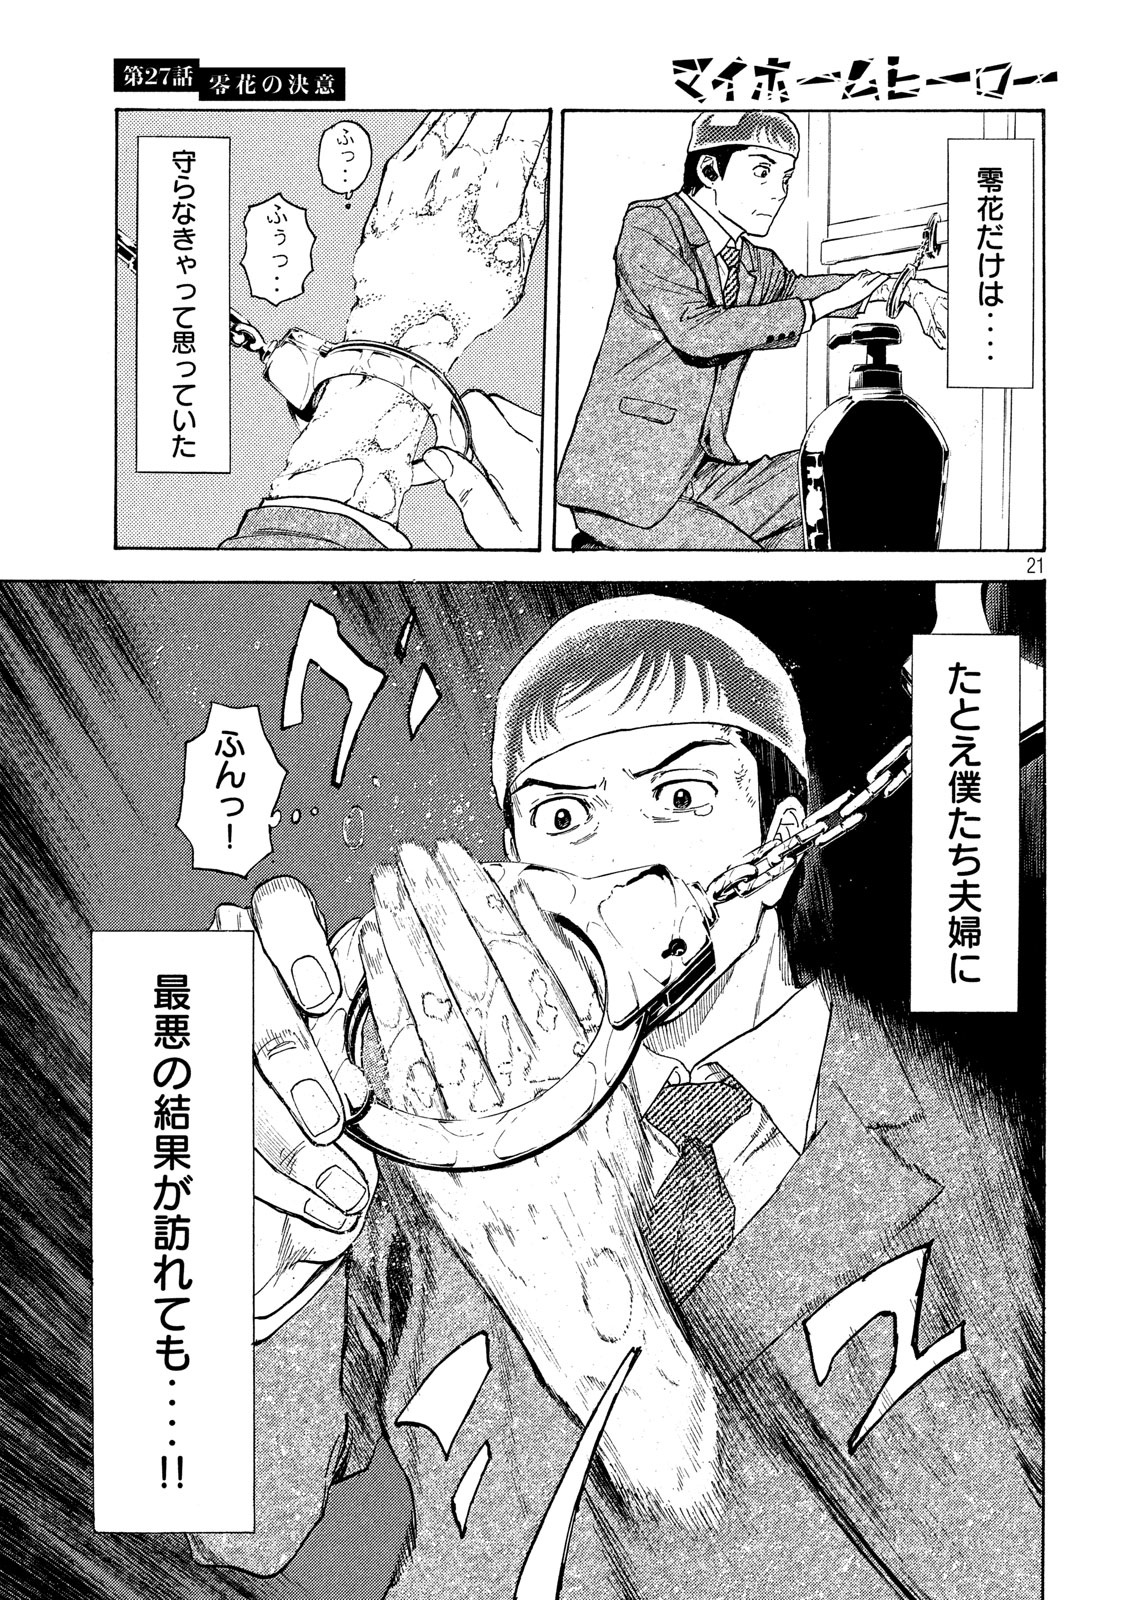 第27話
零花の決意
マイホームヒーロー
零花だけは‥‥
ふっ‥
ふぅっ‥
守らなきゃって思っていた
21
たとえ僕たち夫婦に
ふんっ!
最悪の結果が訪れても‥‥!!